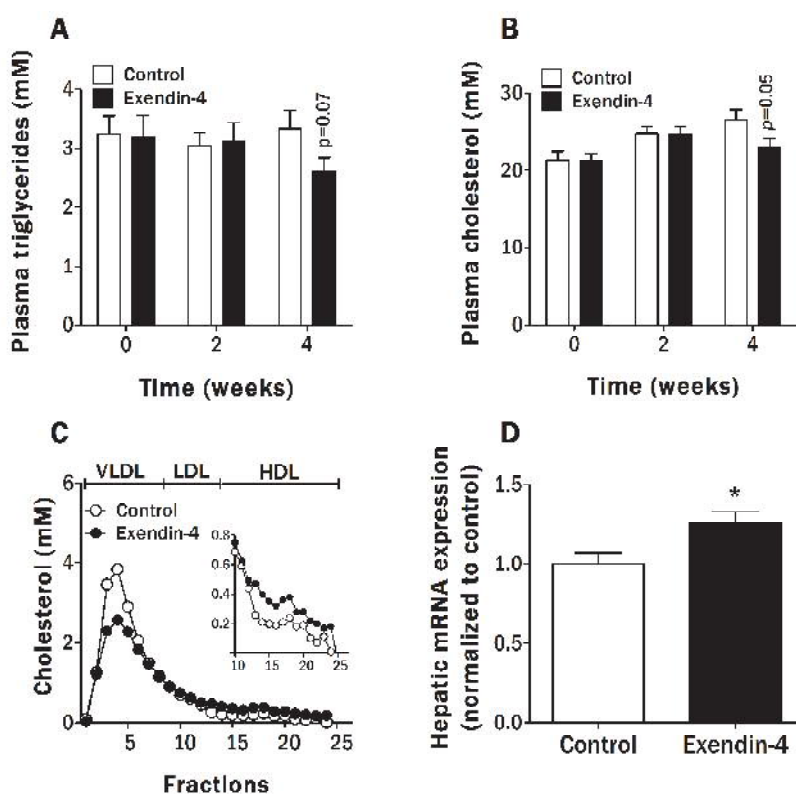 A
Control
Exendin-4
Plasma triglycerides (mM)
4
3
2
1
0
p=0.07
0 2 4
Time (weeks)
B
Control
Exendin-4
Plasma cholesterol (mM)
30
20
10
0
p=0.05
0 2 4
Time (weeks)
C
VLDL LDL HDL
Control
Exendin-4
Cholesterol (mM)
6
4
2
0
5 10 15 20 25
Fractions
0.8
0.6
0.4
0.2
10 15 20 25
D
Hepatic mRNA expression
(normalized to control)
1.5
1.0
0.5
0.0
*
Control Exendin-4